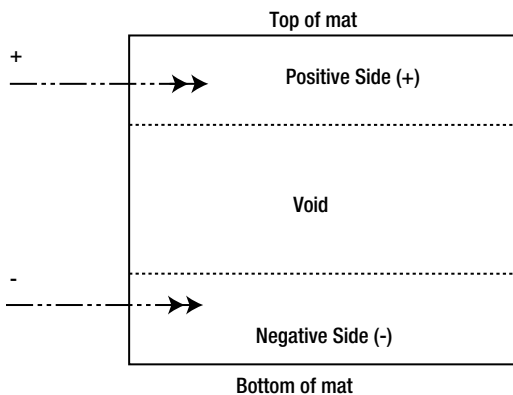 Top of mat
+
Positive Side (+)
Void
-
Negative Side (-)
Bottom of mat